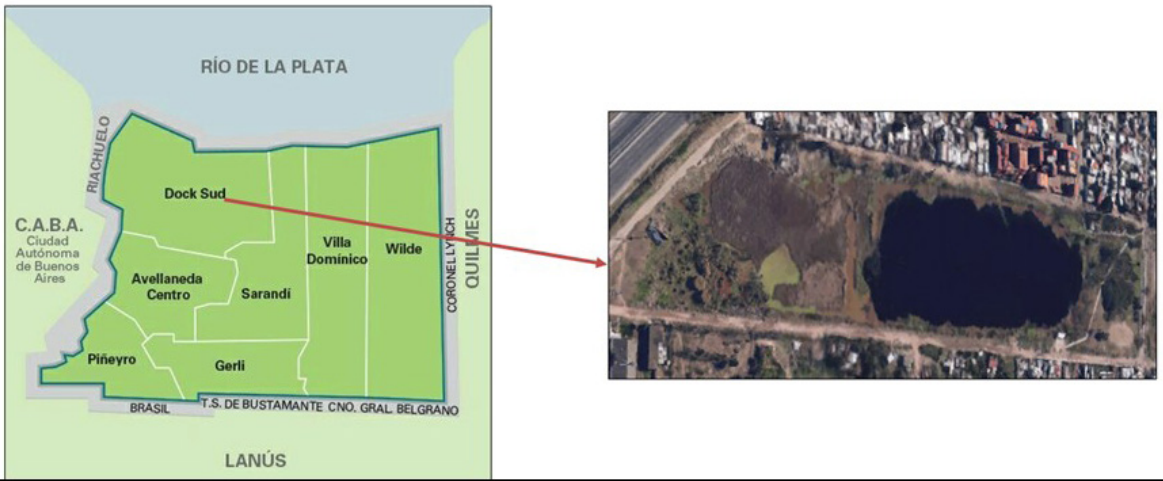 RÍO DE LA PLATA
RIACHUELO
Dock Sud
C.A.B.A.
Ciudad
Autónoma
de Buenos
Aires
Villa
Domínico
Wilde
CORONEL LYNCH
QUILMES
Avellaneda
Centro
Sarandí
Piñeyro
Gerli
BRASIL
T.S. DE BUSTAMANTE CNO. GRAL. BELGRANO
LANÚS